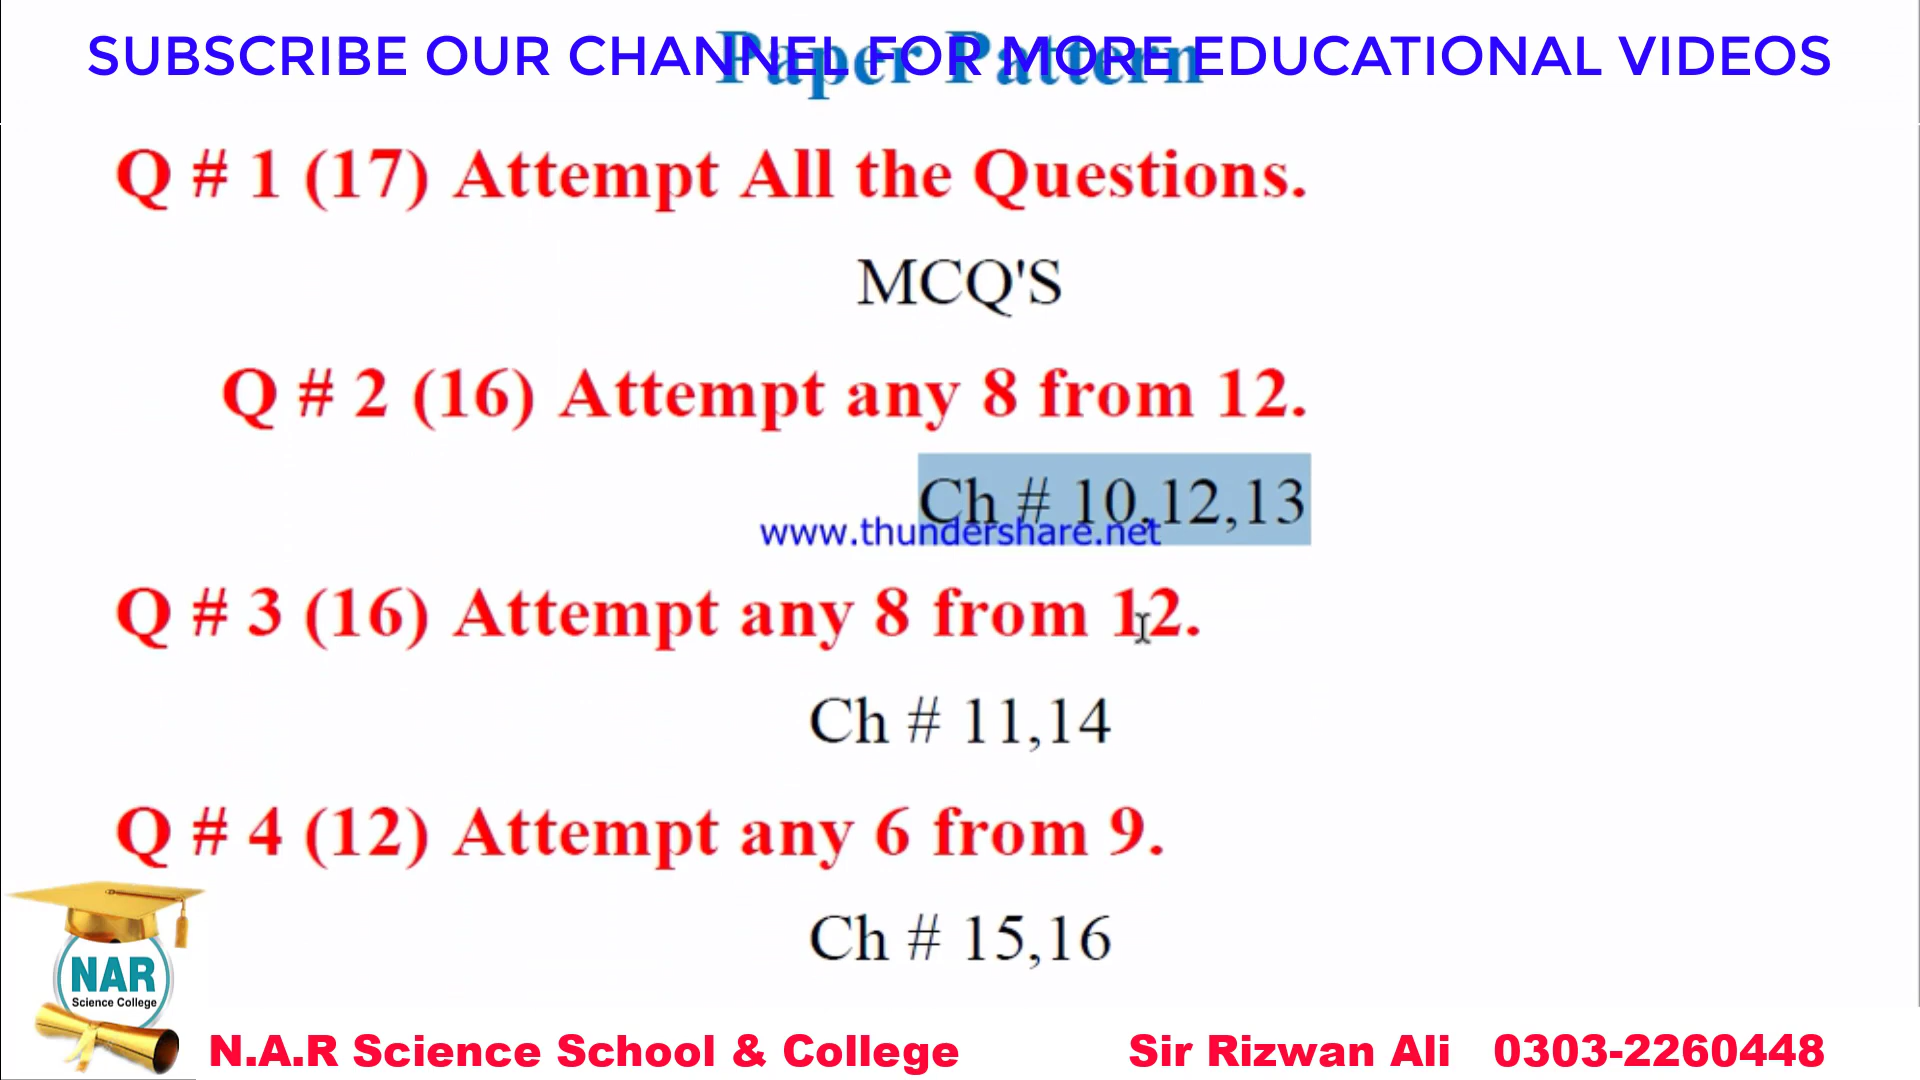 SUBSCRIBE OUR CHANNEL FOR MORE EDUCATIONAL VIDEOS
Paper Pattern
Q # 1 (17) Attempt All the Questions.
MCQ'S
Q # 2 (16) Attempt any 8 from 12.
Ch # 10,12,13
www.thundershare.net
Q # 3 (16) Attempt any 8 from 12.
Ch # 11,14
Q # 4 (12) Attempt any 6 from 9.
Ch # 15,16
NAR
Science College
N.A.R Science School & College Sir Rizwan Ali 0303-2260448